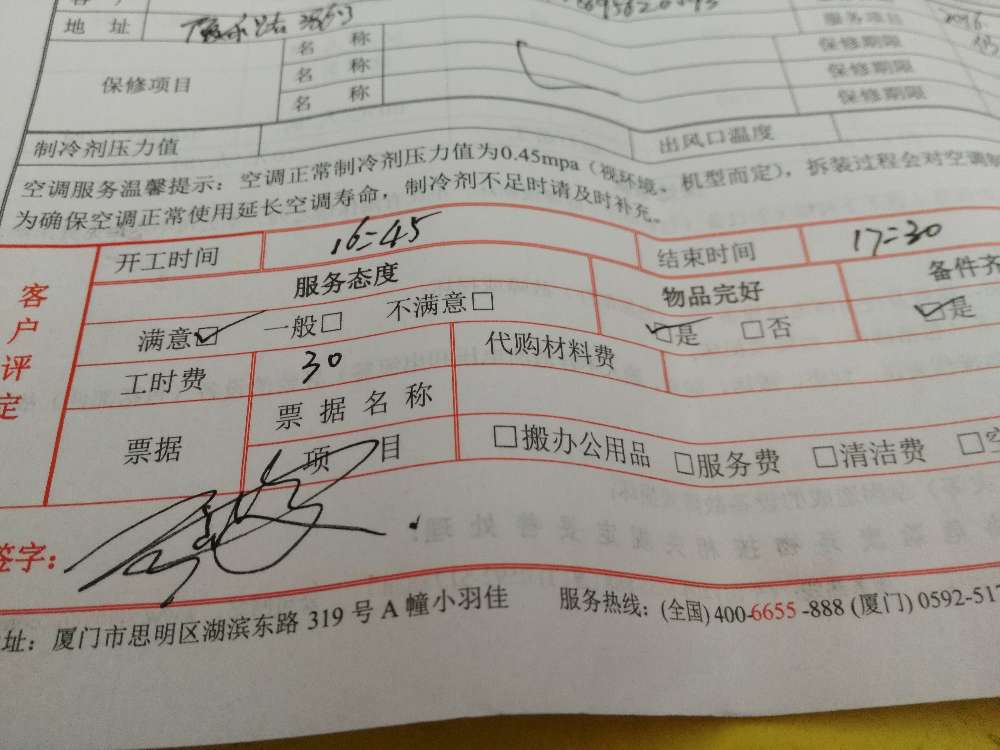 地 址
服务项目
保修项目 名 称 保修期限
名 称 保修期限
名 称 保修期限
制冷剂压力值 出风口温度
空调服务温馨提示：空调正常制冷剂压力值为0.45mpa（视环境、机型而定），拆装过程会对空调
为确保空调正常使用延长空调寿命，制冷剂不足时请及时补充。
客户评定
开工时间 16:45 结束时间 17:30
服务态度 物品完好 备件齐
满意☑ 一般□ 不满意□ ☑是 □否 ☑是
工时费 30 代购材料费
票据 票据名称
项 目 □搬办公用品 □服务费 □清洁费 □
签字：
址：厦门市思明区湖滨东路 319 号 A 幢小羽佳 服务热线：(全国) 400-6655-888 (厦门) 0592-517